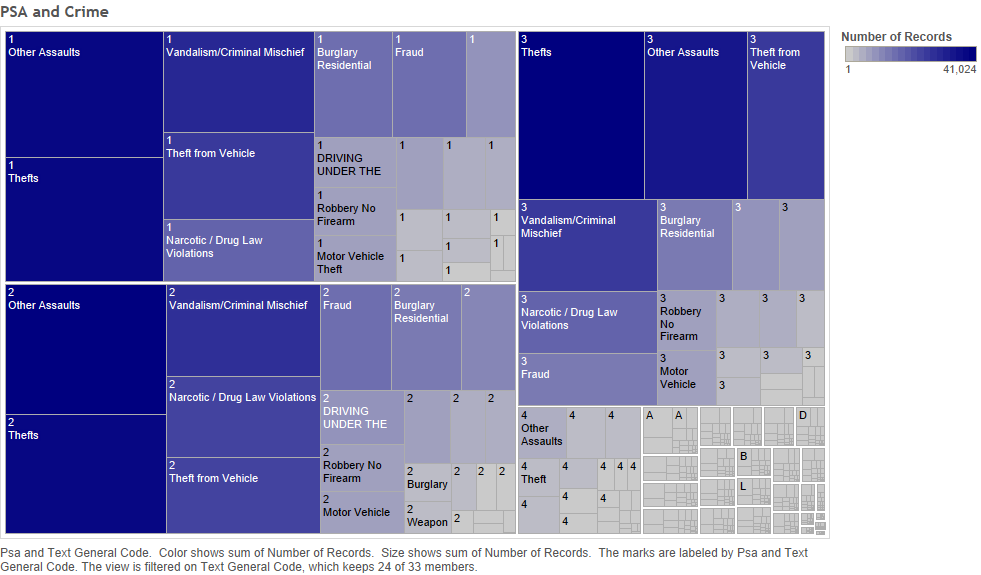 PSA and Crime
1
Other Assaults
1
Thefts
1
Vandalism/Criminal Mischief
1
Theft from Vehicle
1
Narcotic / Drug Law
Violations
1
Burglary
Residential
1
Fraud
1
1
DRIVING
UNDER THE
1
Robbery No
Firearm
1
Motor Vehicle
Theft
1
1
1
1
1
1
1
1
1
1
2
Other Assaults
2
Thefts
2
Vandalism/Criminal Mischief
2
Narcotic / Drug Law Violations
2
Theft from Vehicle
2
Fraud
2
Burglary
Residential
2
2
DRIVING
UNDER THE
2
Robbery No
Firearm
2
Motor Vehicle
2
2
2
2
Burglary
2
Weapon
2
2
2
2
3
Thefts
3
Other Assaults
3
Theft from
Vehicle
3
Vandalism/Criminal
Mischief
3
Narcotic / Drug Law
Violations
3
Fraud
3
Burglary
Residential
3
3
3
Robbery
No
Firearm
3
Motor
Vehicle
3
3
3
3
3
3
4
Other
Assaults
4
4
4
Theft
4
4
4
4
4
4
4
4
A
A
D
B
L
Number of Records
1
41,024
Psa and Text General Code.  Color shows sum of Number of Records.  Size shows sum of Number of Records.  The marks are labeled by Psa and Text
General Code. The view is filtered on Text General Code, which keeps 24 of 33 members.